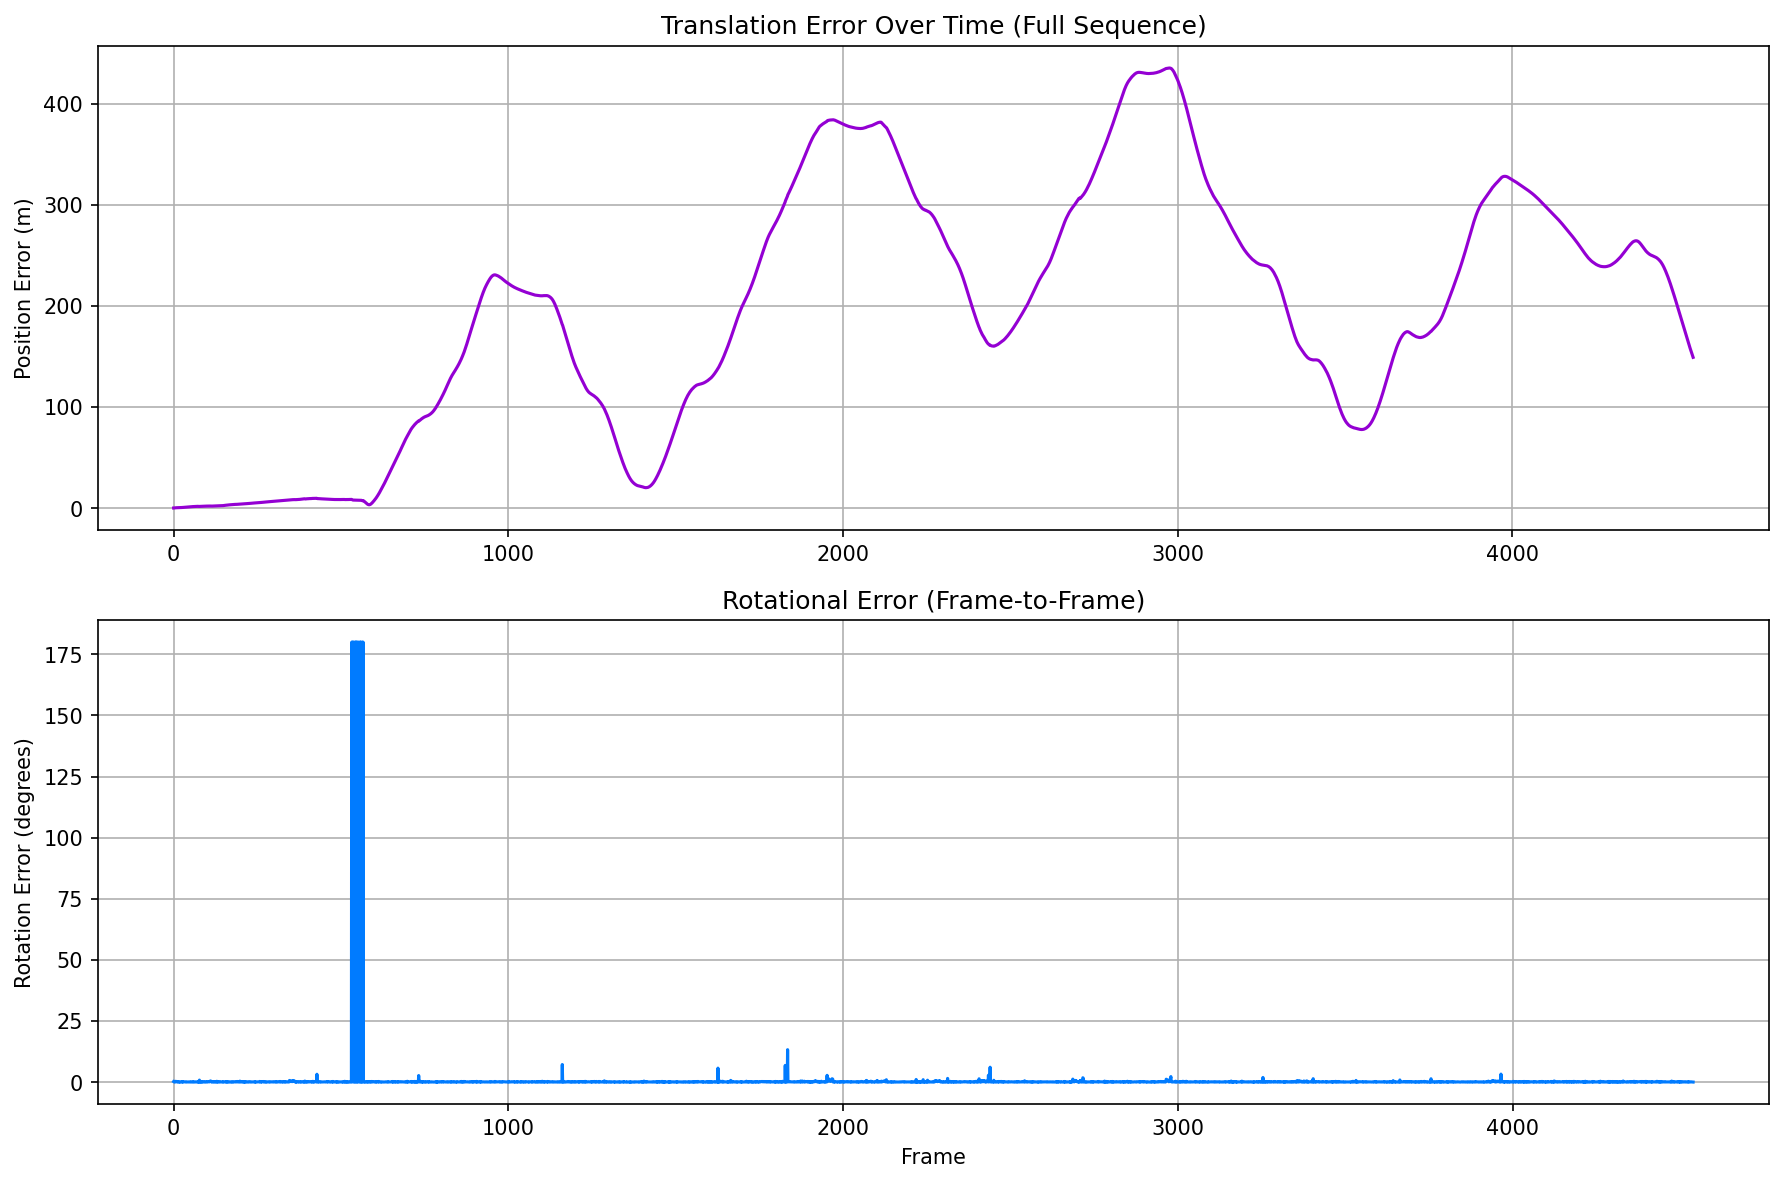 Translation Error Over Time (Full Sequence)
Position Error (m)
400
300
200
100
0
0 1000 2000 3000 4000
Rotational Error (Frame-to-Frame)
Rotation Error (degrees)
175
150
125
100
75
50
25
0
0 1000 2000 3000 4000
Frame